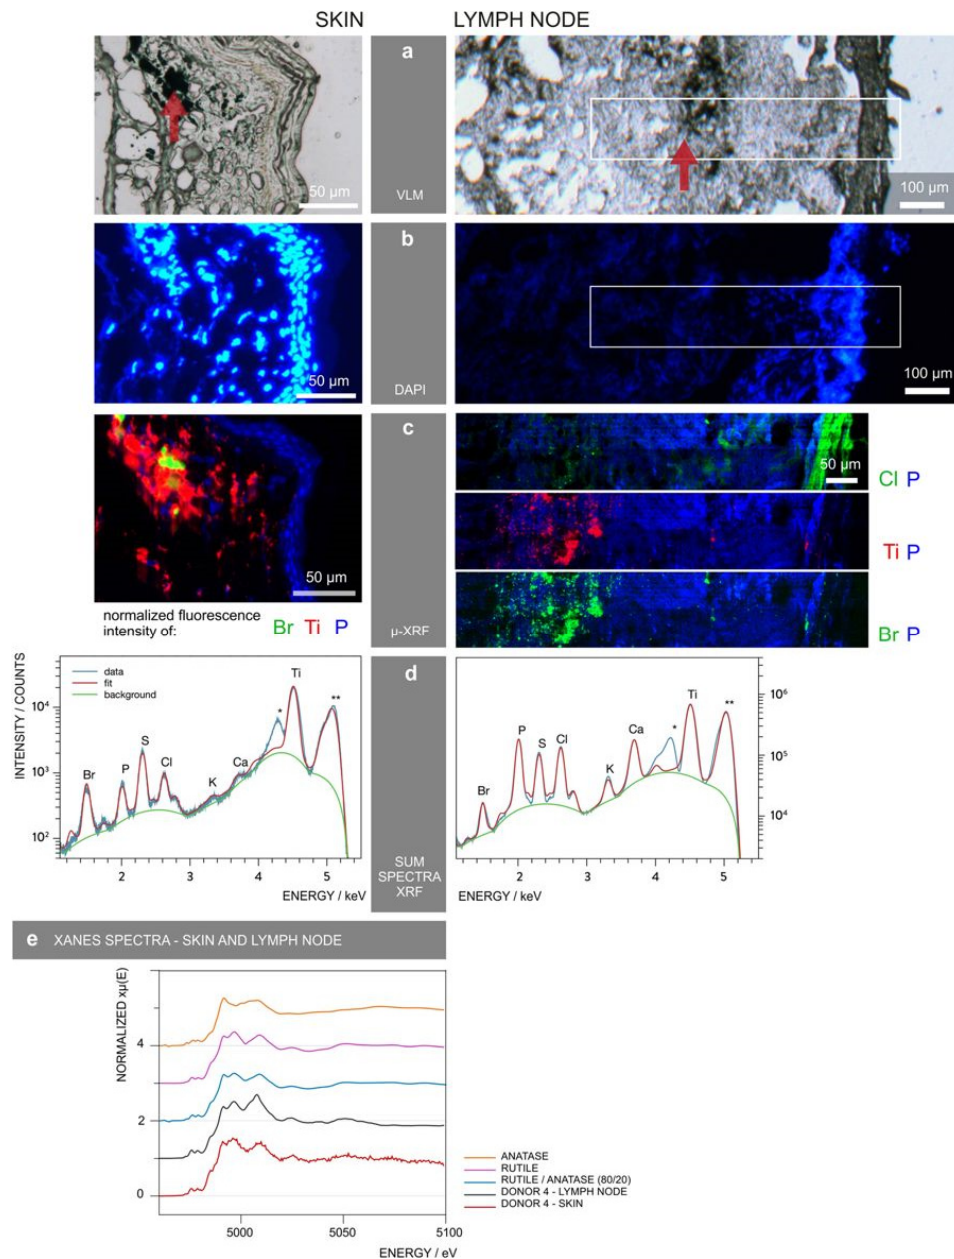 SKIN LYMPH NODE
a
50 µm
VLM
100 µm
b
50 µm
DAPI
100 µm
c
50 µm
Cl P
Ti P
50 µm
normalized fluorescence
intensity of: Br Ti P
µ-XRF
Br P
d
data
fit
background
Ti
*
**
S
Br
P
Cl
K
Ca
10⁴
10³
10²
INTENSITY / COUNTS
2 3 4 5
ENERGY / keV
SUM
SPECTRA
XRF
Ti
**
*
P
S
Cl
Ca
K
Br
10⁶
10⁵
10⁴
2 3 4 5
ENERGY / keV
e XANES SPECTRA - SKIN AND LYMPH NODE
NORMALIZED xµ(E)
4
2
0
5000 5050 5100
ENERGY / eV
ANATASE
RUTILE
RUTILE / ANATASE (80/20)
DONOR 4 - LYMPH NODE
DONOR 4 - SKIN